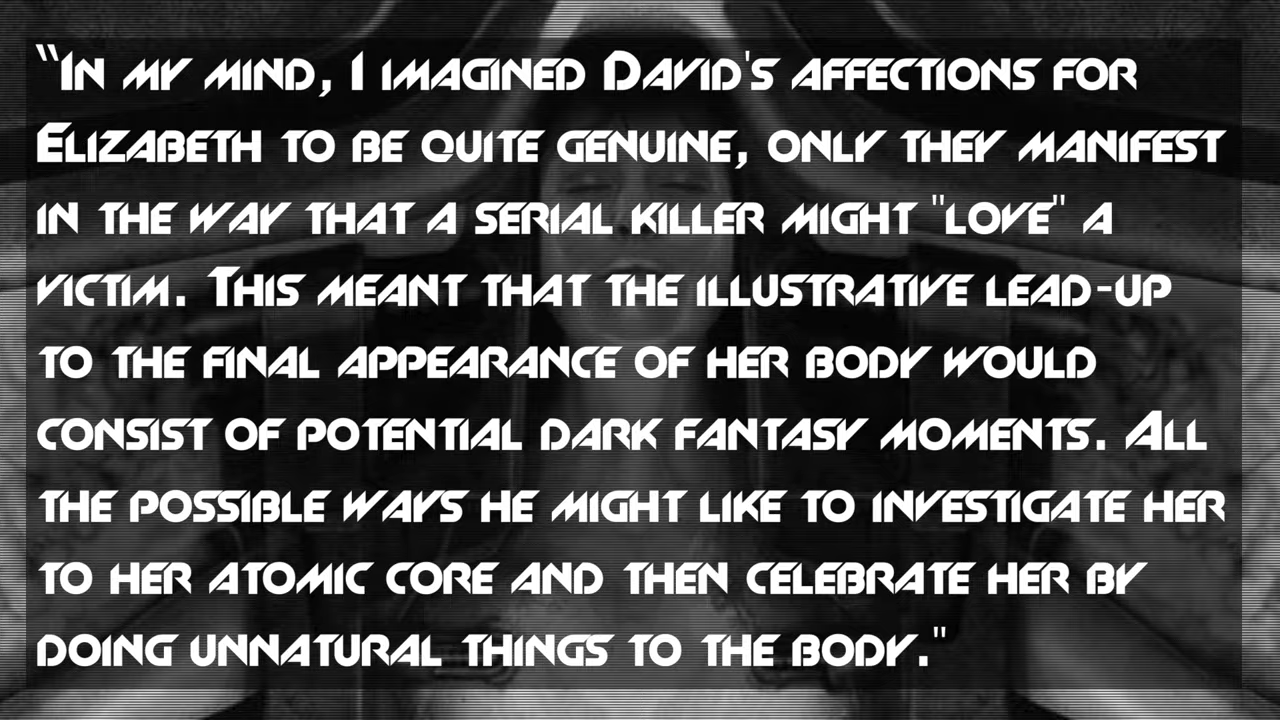 “In my mind, I imagined David's affections for
Elizabeth to be quite genuine, only they manifest
in the way that a serial killer might "love" a
victim. This meant that the illustrative lead-up
to the final appearance of her body would
consist of potential dark fantasy moments. All
the possible ways he might like to investigate her
to her atomic core and then celebrate her by
doing unnatural things to the body."